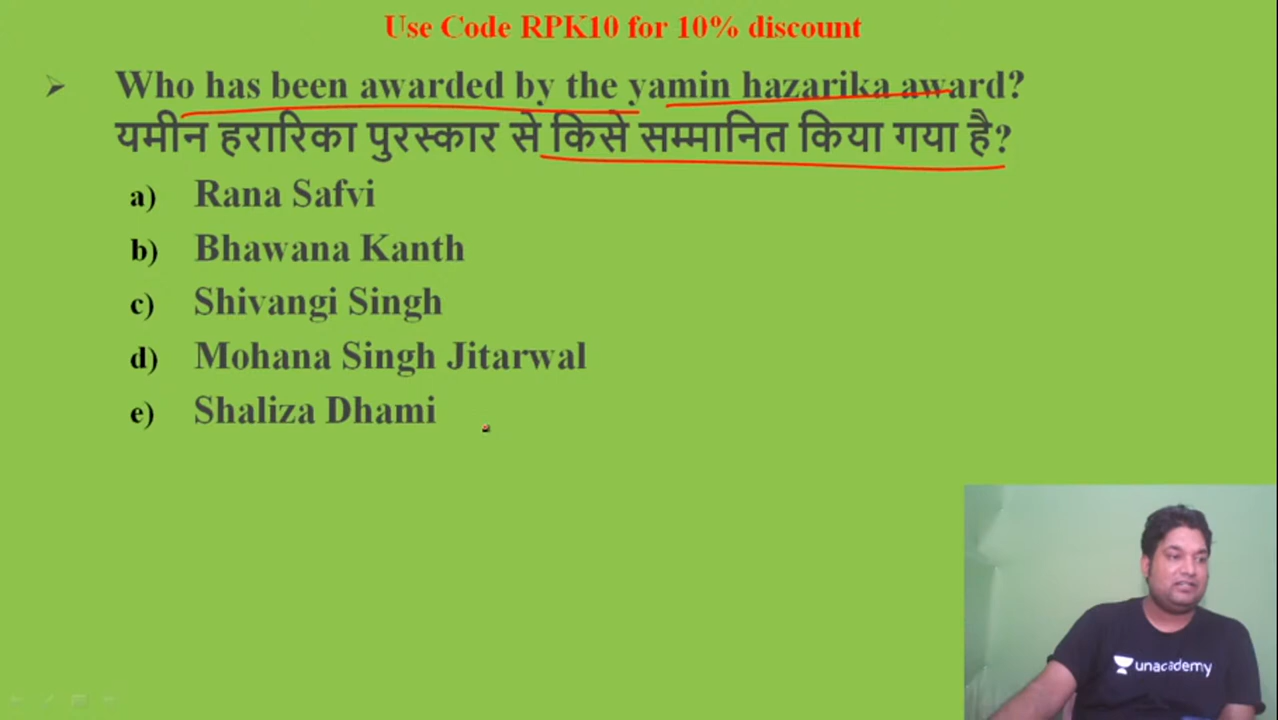 Use Code RPK10 for 10% discount
Who has been awarded by the yamin hazarika award?
यमीन हरारिका पुरस्कार से किसे सम्मानित किया गया है?
a) Rana Safvi
b) Bhawana Kanth
c) Shivangi Singh
d) Mohana Singh Jitarwal
e) Shaliza Dhami
unacademy